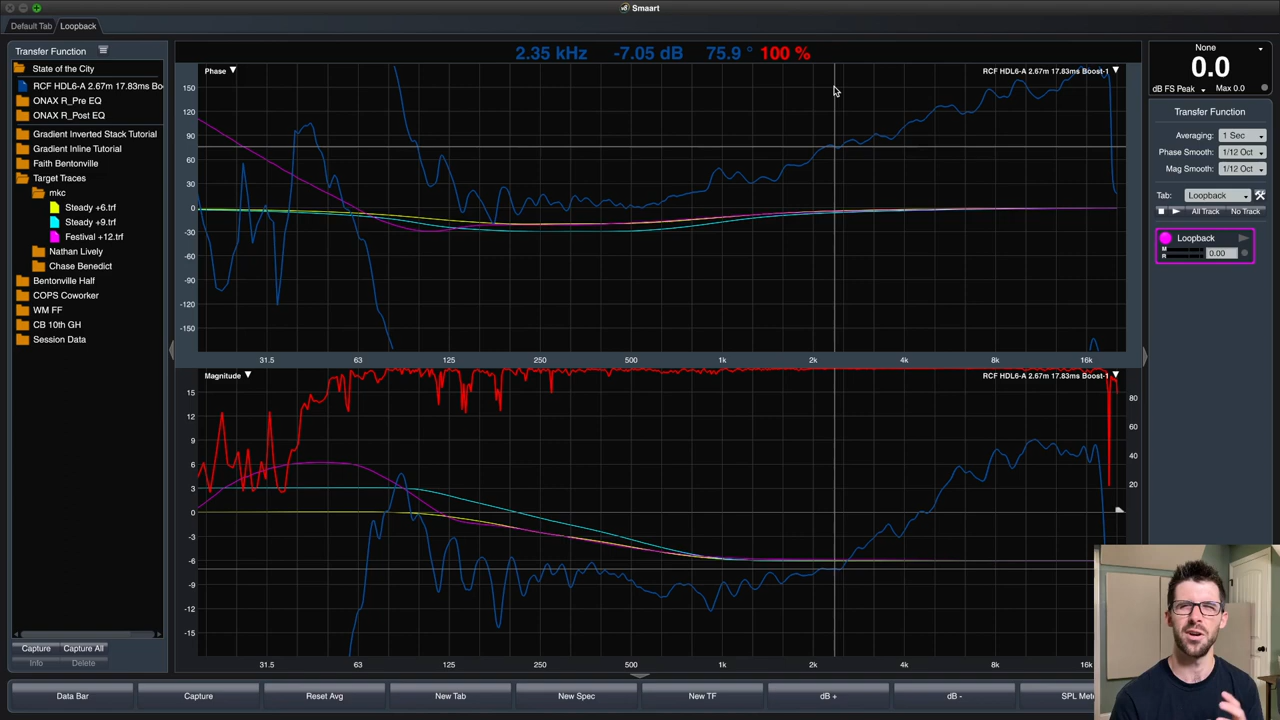 Smaart
Default Tab
Loopback
Transfer Function
State of the City
RCF HDL6-A 2.67m 17.83ms Bo
ONAX R_Pre EQ
ONAX R_Post EQ
Gradient Inverted Stack Tutorial
Gradient Inline Tutorial
Faith Bentonville
Target Traces
mkc
Steady +6.trf
Steady +9.trf
Festival +12.trf
Nathan Lively
Chase Benedict
Bentonville Half
COPS Coworker
WM FF
CB 10th GH
Session Data
Capture
Capture All
Info
Delete
2.35 kHz -7.05 dB 75.9 ° 100 %
Phase
RCF HDL6-A 2.67m 17.83ms Boost-1
150
120
90
60
30
0
-30
-60
-90
-120
-150
31.5 63 125 250 500 1k 2k 4k 8k 16k
Magnitude
RCF HDL6-A 2.67m 17.83ms Boost-1
15
12
9
6
3
0
-3
-6
-9
-12
-15
80
60
40
20
31.5 63 125 250 500 1k 2k 4k 8k 16k
None
0.0
dB FS Peak
Max 0.0
Transfer Function
Averaging: 1 Sec
Phase Smooth: 1/12 Oct
Mag Smooth: 1/12 Oct
Tab: Loopback
All Track
No Track
Loopback
M
R
0.00
Data Bar
Capture
Reset Avg
New Tab
New Spec
New TF
dB +
dB -
SPL Mete